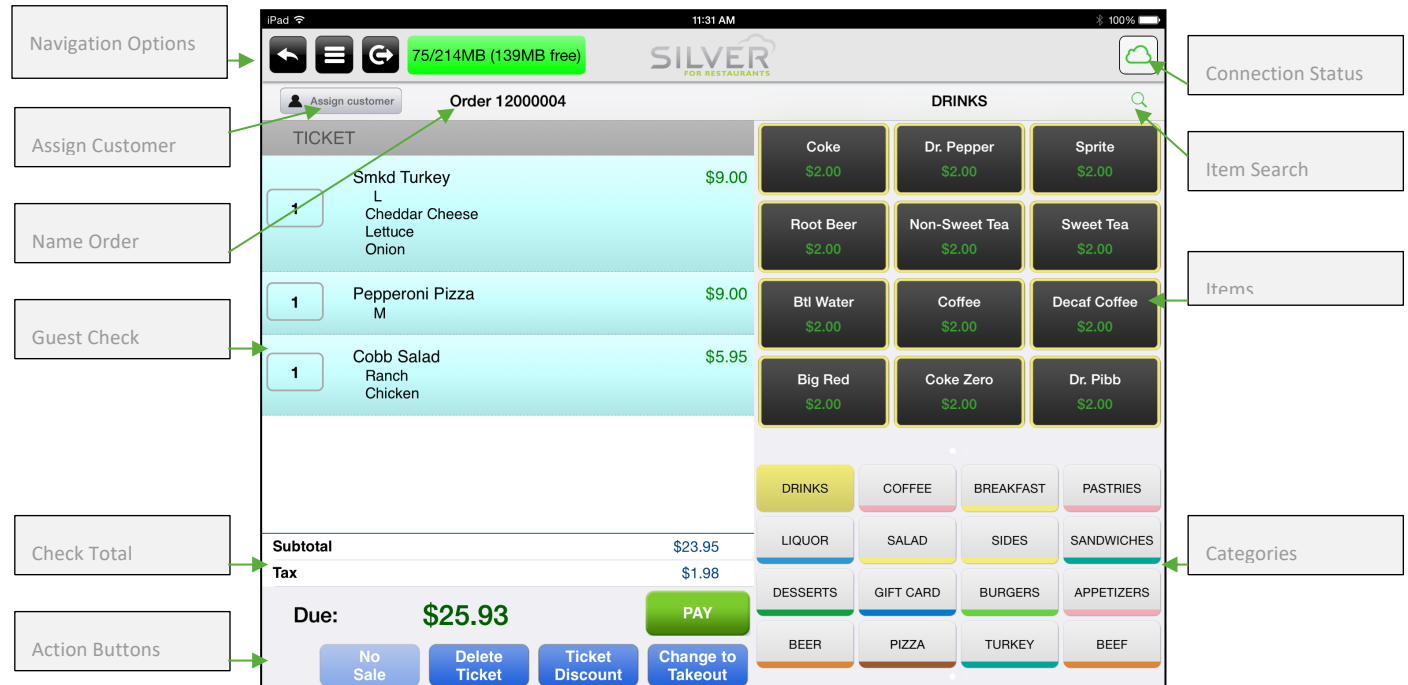 Navigation Options
Assign Customer
Name Order
Guest Check
Check Total
Action Buttons
iPad
11:31 AM
100%
75/214MB (139MB free)
SILVER
FOR RESTAURANTS
Assign customer
Order 12000004
DRINKS
TICKET
1
Smkd Turkey $9.00
L
Cheddar Cheese
Lettuce
Onion
1 Pepperoni Pizza $9.00
M
1 Cobb Salad $5.95
Ranch
Chicken
Subtotal $23.95
Tax $1.98
Due: $25.93 PAY
No Sale
Delete Ticket
Ticket Discount
Change to Takeout
Coke Dr. Pepper Sprite
$2.00 $2.00 $2.00
Root Beer Non-Sweet Tea Sweet Tea
$2.00 $2.00 $2.00
Btl Water Coffee Decaf Coffee
$2.00 $2.00 $2.00
Big Red Coke Zero Dr. Pibb
$2.00 $2.00 $2.00
DRINKS COFFEE BREAKFAST PASTRIES
LIQUOR SALAD SIDES SANDWICHES
DESSERTS GIFT CARD BURGERS APPETIZERS
BEER PIZZA TURKEY BEEF
Connection Status
Item Search
Items
Categories